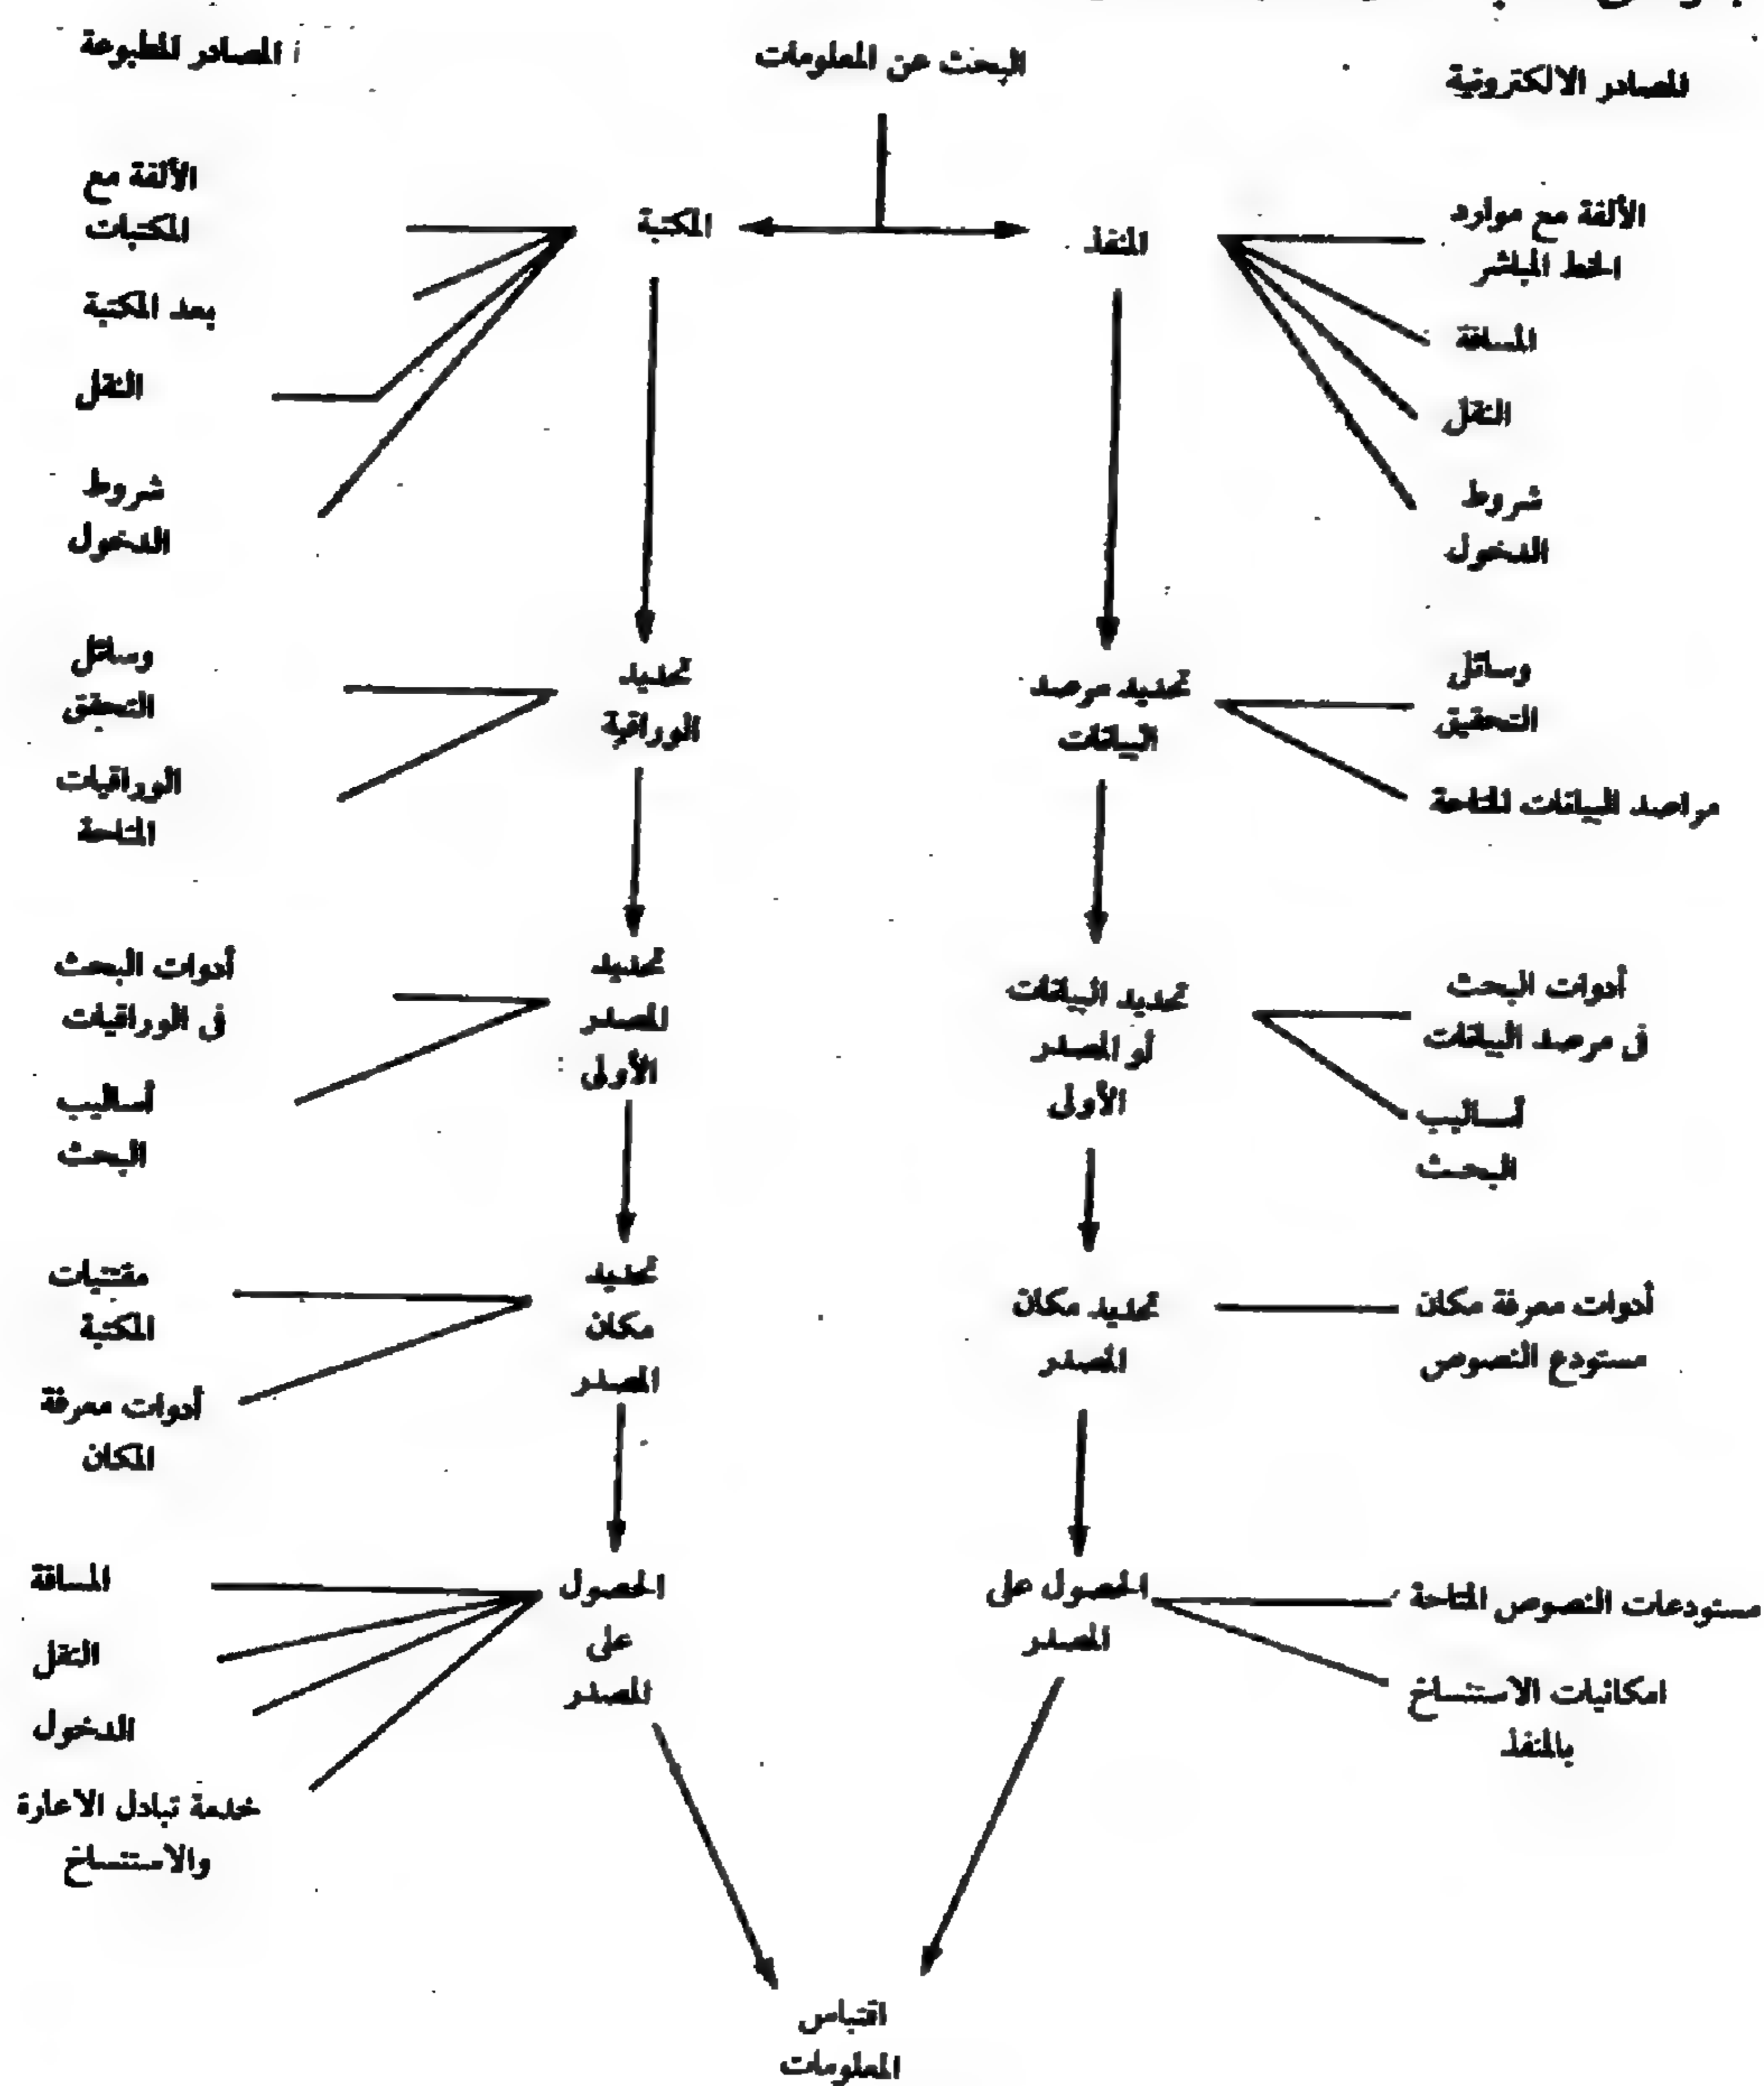 المصادر الالكترونية
البحث عن المعلومات
المصادر المطبوعة
المنفذ
الألفة مع موارد
الخط المباشر
المسافة
النقل
شروط
الدخول
المكتبة
الألفة مع
المكتبات
بعد المكتبة
النقل
شروط
الدخول
تحديد مرصد
البيانات
وسائل
التحقيق
مراصد البيانات المتاحة
تحديد
الوراقية
وسائل
التحقق
الوراقيات
المتاحة
تحديد البيانات
أو المصدر
الأولى
أدوات البحث
فى مرصد البيانات
أساليب
البحث
تحديد
المصدر
الأولى
أدوات البحث
فى الوراقيات
أساليب
البحث
تحديد مكان
المصدر
أدوات معرفة مكان
مستودع النصوص
تحديد
مكان
المصدر
مقتنيات
المكتبة
أدوات معرفة
المكان
الحصول على
المصدر
مستودعات النصوص المتاحة
امكانيات الاستنساخ
بالمنفذ
الحصول
على
المصدر
المسافة
النقل
الدخول
خدمة تبادل الاعارة
والاستنساخ
اقتباس
المعلومات